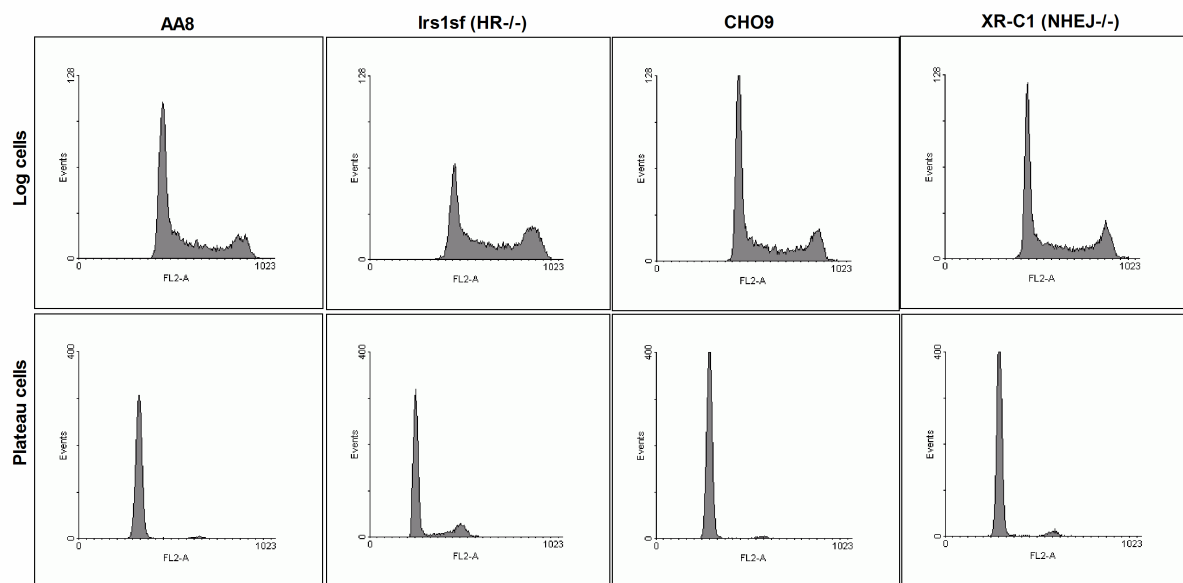 AA8 Irs1sf (HR-/-) CHO9 XR-C1 (NHEJ-/-)
Log cells
128
Events
0
0 1023
FL2-A
128
Events
0
0 1023
FL2-A
128
Events
0
0 1023
FL2-A
128
Events
0
0 1023
FL2-A
Plateau cells
400
Events
0
0 1023
FL2-A
400
Events
0
0 1023
FL2-A
400
Events
0
0 1023
FL2-A
400
Events
0
0 1023
FL2-A